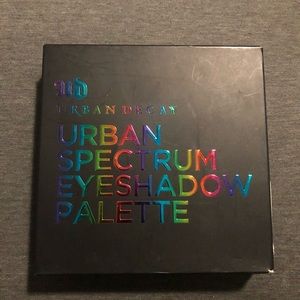 UD
URBAN DECAY
URBAN
SPECTRUM
EYESHADOW
PALETTE